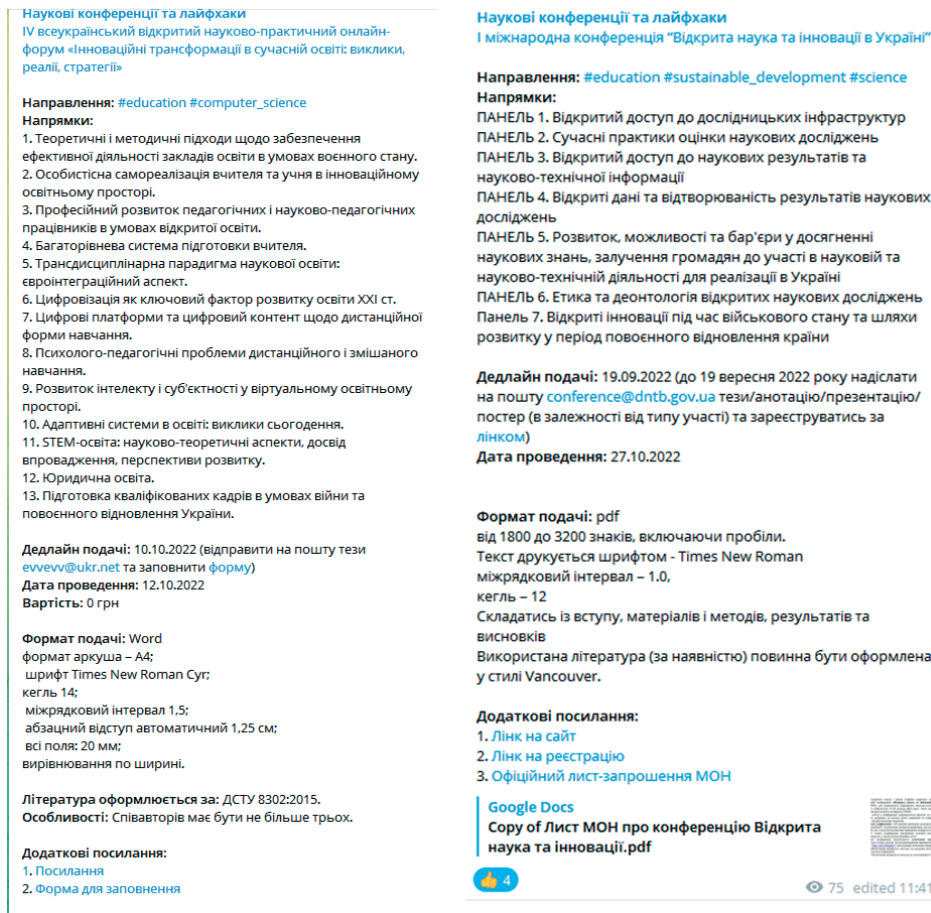 Наукові конференції та лайфхаки
IV всеукраїнський відкритий науково-практичний онлайн-
форум «Інноваційні трансформації в сучасній освіті: виклики,
реалії, стратегії»
Направлення: #education #computer_science
Напрямки:
1. Теоретичні і методичні підходи щодо забезпечення
ефективної діяльності закладів освіти в умовах воєнного стану.
2. Особистісна самореалізація вчителя та учня в інноваційному
освітньому просторі.
3. Професійний розвиток педагогічних і науково-педагогічних
працівників в умовах відкритої освіти.
4. Багаторівнева система підготовки вчителя.
5. Трансдисциплінарна парадигма наукової освіти:
євроінтеграційний аспект.
6. Цифровізація як ключовий фактор розвитку освіти ХХІ ст.
7. Цифрові платформи та цифровий контент щодо дистанційної
форми навчання.
8. Психолого-педагогічні проблеми дистанційного і змішаного
навчання.
9. Розвиток інтелекту і суб'єктності у віртуальному освітньому
просторі.
10. Адаптивні системи в освіті: виклики сьогодення.
11. STEM-освіта: науково-теоретичні аспекти, досвід
впровадження, перспективи розвитку.
12. Юридична освіта.
13. Підготовка кваліфікованих кадрів в умовах війни та
повоєнного відновлення України.
Дедлайн подачі: 10.10.2022 (відправити на пошту тези
evvevv@ukr.net та заповнити форму)
Дата проведення: 12.10.2022
Вартість: 0 грн
Формат подачі: Word
формат аркуша – А4;
шрифт Times New Roman Cyr;
кегль 14;
міжрядковий інтервал 1,5;
абзацний відступ автоматичний 1,25 см;
всі поля: 20 мм;
вирівнювання по ширині.
Література оформлюється за: ДСТУ 8302:2015.
Особливості: Співавторів має бути не більше трьох.
Додаткові посилання:
1. Посилання
2. Форма для заповнення
Наукові конференції та лайфхаки
І міжнародна конференція “Відкрита наука та інновації в Україні”
Направлення: #education #sustainable_development #science
Напрямки:
ПАНЕЛЬ 1. Відкритий доступ до дослідницьких інфраструктур
ПАНЕЛЬ 2. Сучасні практики оцінки наукових досліджень
ПАНЕЛЬ 3. Відкритий доступ до наукових результатів та
науково-технічної інформації
ПАНЕЛЬ 4. Відкриті дані та відтворюваність результатів наукових
досліджень
ПАНЕЛЬ 5. Розвиток, можливості та бар'єри у досягненні
наукових знань, залучення громадян до участі в науковій та
науково-технічній діяльності для реалізації в Україні
ПАНЕЛЬ 6. Етика та деонтологія відкритих наукових досліджень
Панель 7. Відкриті інновації під час військового стану та шляхи
розвитку у період повоєнного відновлення країни
Дедлайн подачі: 19.09.2022 (до 19 вересня 2022 року надіслати
на пошту conference@dntb.gov.ua тези/анотацію/презентацію/
постер (в залежності від типу участі) та зареєструватись за
лінком)
Дата проведення: 27.10.2022
Формат подачі: pdf
від 1800 до 3200 знаків, включаючи пробіли.
Текст друкується шрифтом - Times New Roman
міжрядковий інтервал – 1.0,
кегль – 12
Складатись із вступу, матеріалів і методів, результатів та
висновків
Використана література (за наявністю) повинна бути оформлена
у стилі Vancouver.
Додаткові посилання:
1. Лінк на сайт
2. Лінк на реєстрацію
3. Офіційний лист-запрошення МОН
Google Docs
Copy of Лист МОН про конференцію Відкрита
наука та інновації.pdf
4
75 edited 11:41